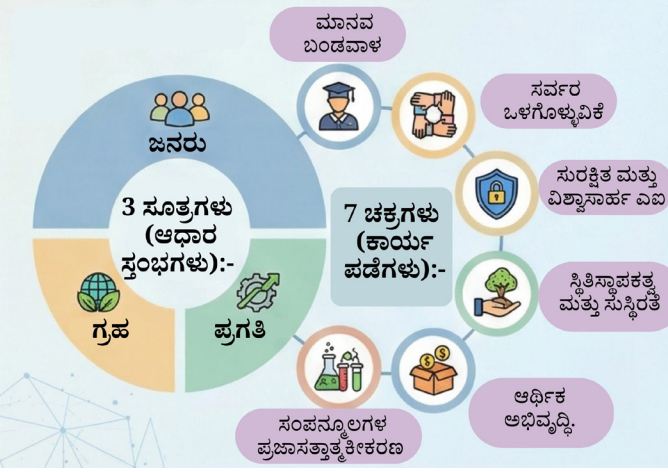 ಮಾನವ
ಬಂಡವಾಳ
ಸರ್ವರ
ಒಳಗೊಳ್ಳುವಿಕೆ
ಜನರು
3 ಸೂತ್ರಗಳು
(ಆಧಾರ
ಸ್ತಂಭಗಳು):-
7 ಚಕ್ರಗಳು
(ಕಾರ್ಯ
ಪಡೆಗಳು):-
ಸುರಕ್ಷಿತ ಮತ್ತು
ವಿಶ್ವಾಸಾರ್ಹ ಎಐ
ಗ್ರಹ
ಪ್ರಗತಿ
ಸ್ಥಿತಿಸ್ಥಾಪಕತ್ವ
ಮತ್ತು ಸುಸ್ಥಿರತೆ
ಆರ್ಥಿಕ
ಅಭಿವೃದ್ಧಿ.
ಸಂಪನ್ಮೂಲಗಳ
ಪ್ರಜಾಸತ್ತಾತ್ಮಕೀಕರಣ